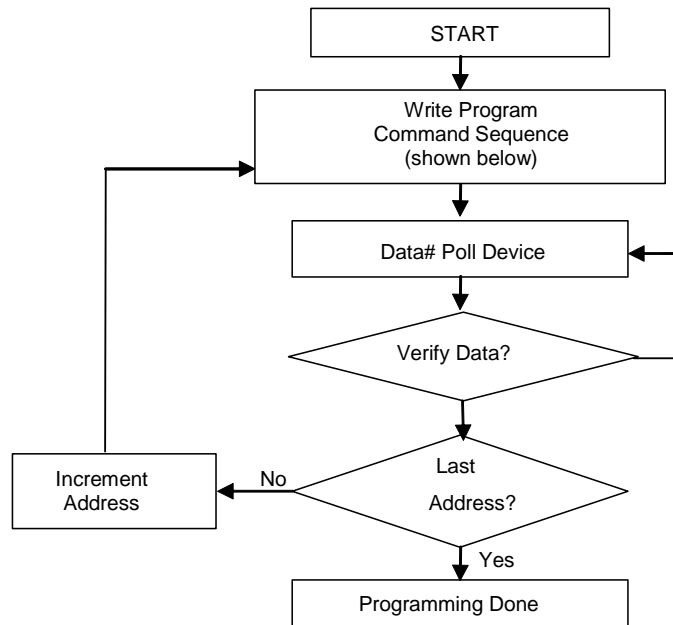 START
Write Program
Command Sequence
(shown below)
Data# Poll Device
Verify Data?
Last
Address?
No
Increment
Address
Yes
Programming Done